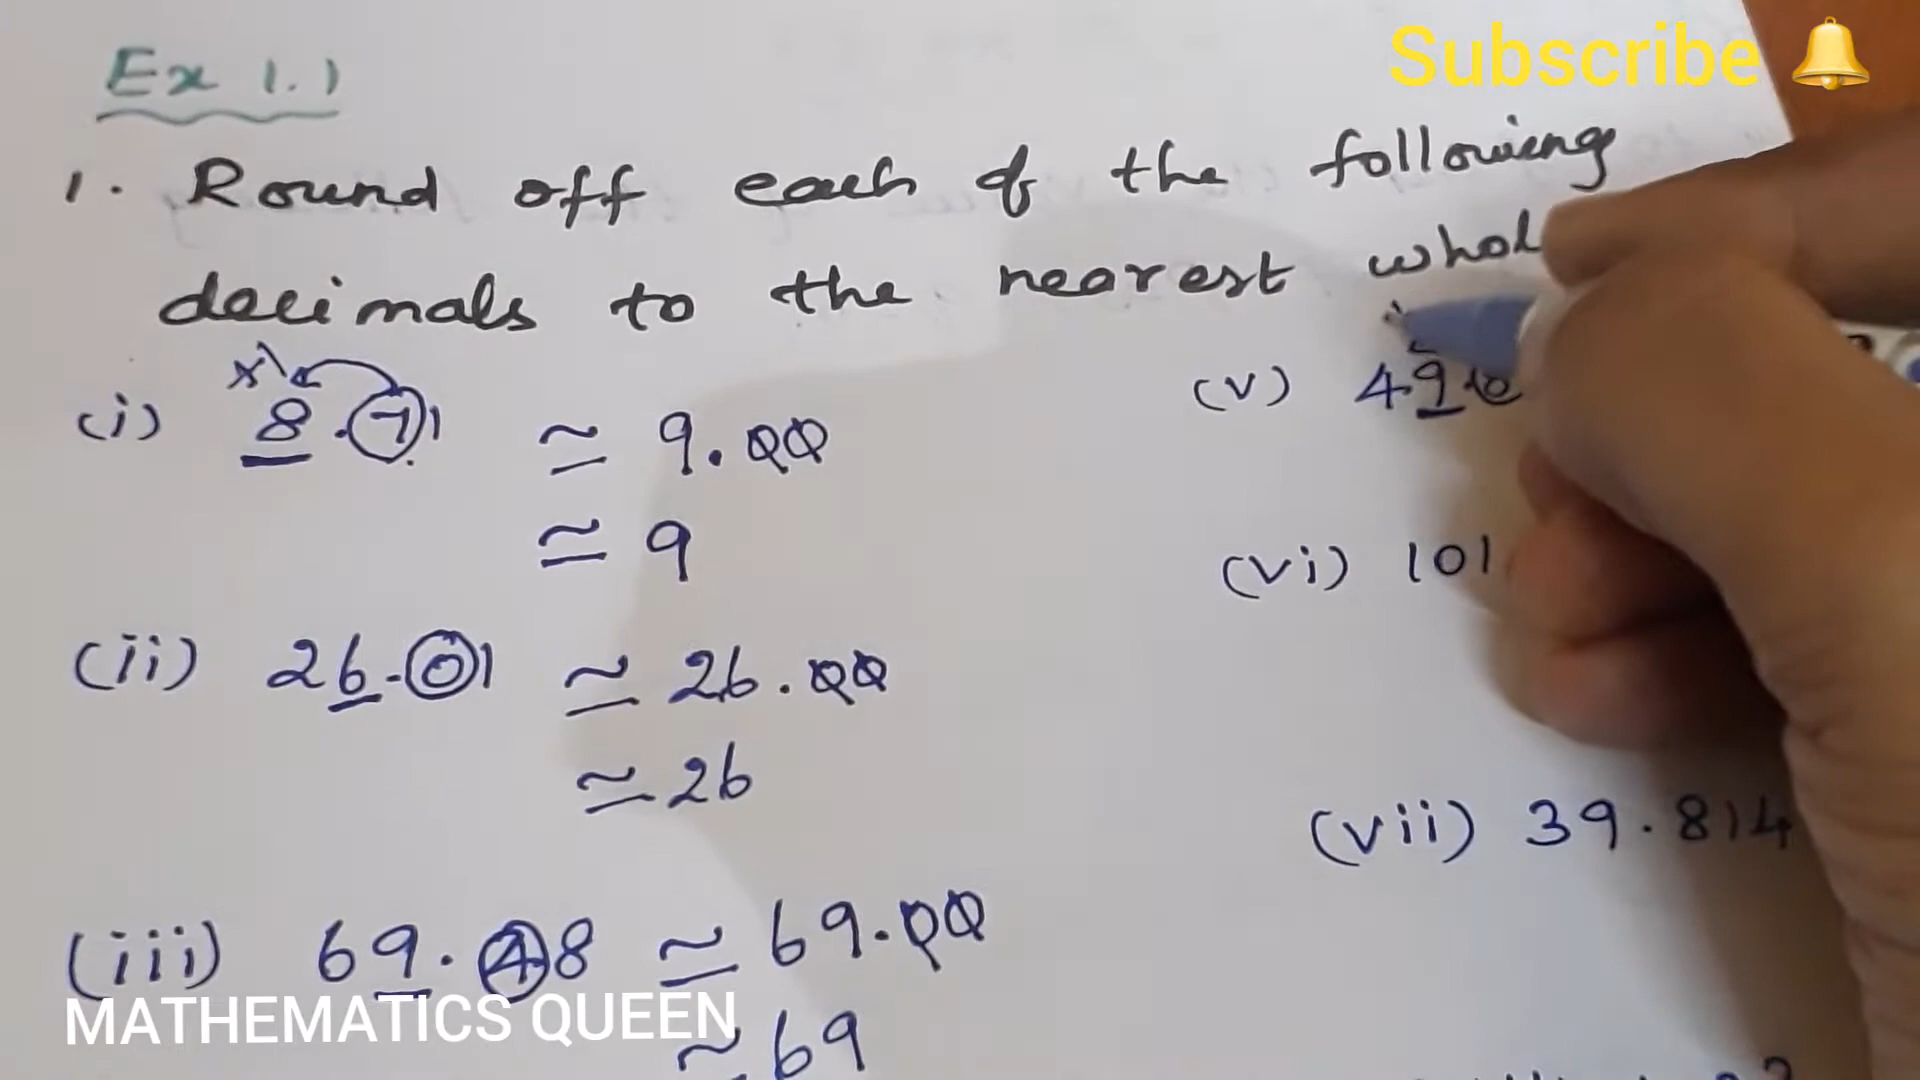 Subscribe
Ex 1.1
1. Round off each of the following
decimals to the nearest whol
(i) 8.71 ≃ 9.00
≃ 9
(ii) 26.01 ≃ 26.00
≃ 26
(iii) 69.48 ≃ 69.00
≃ 69
(v) 49.
(vi) 101
(vii) 39.814
MATHEMATICS QUEEN